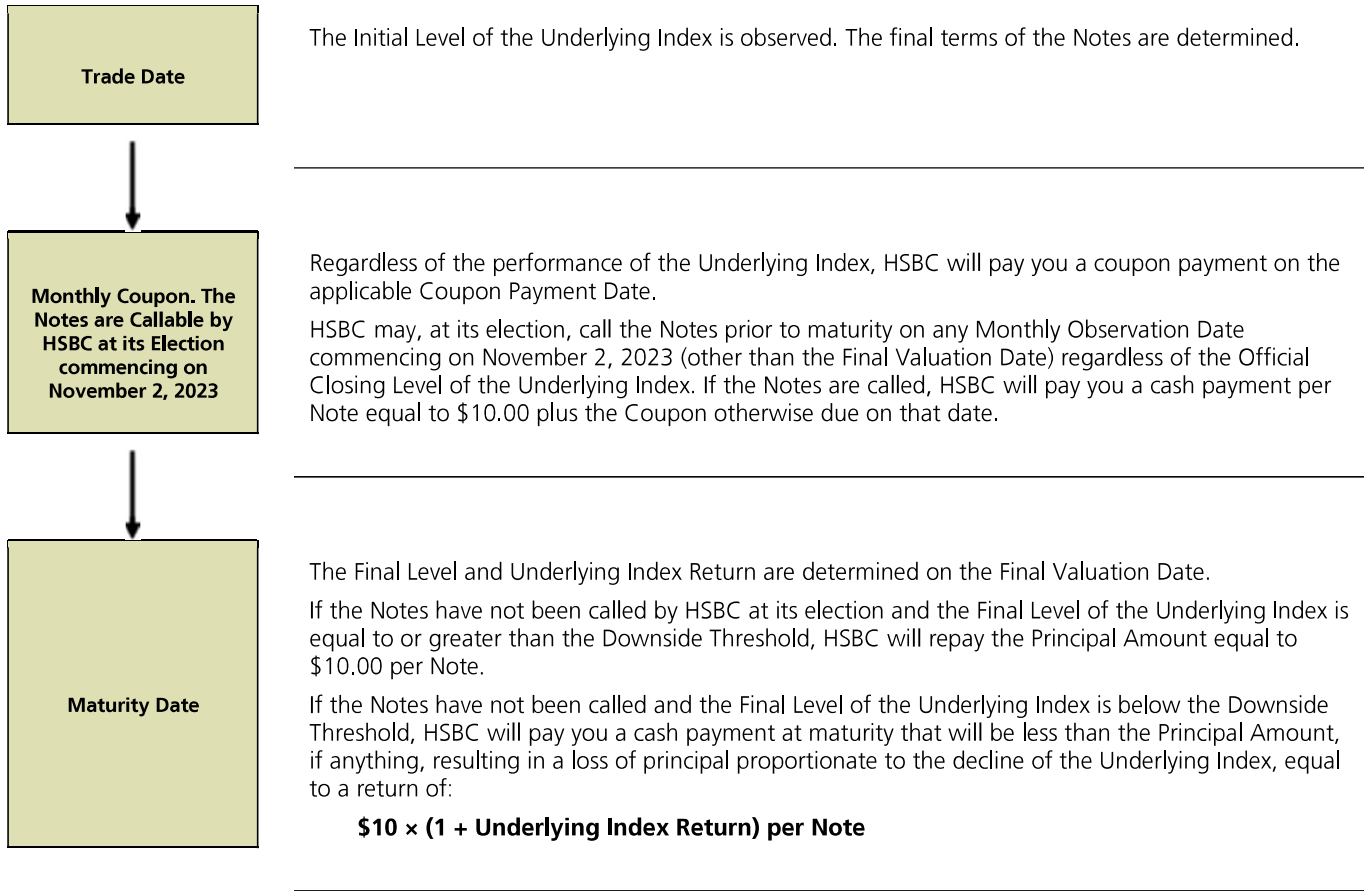 Trade Date
The Initial Level of the Underlying Index is observed. The final terms of the Notes are determined.
Monthly Coupon. The
Notes are Callable by
HSBC at its Election
commencing on
November 2, 2023
Regardless of the performance of the Underlying Index, HSBC will pay you a coupon payment on the
applicable Coupon Payment Date.
HSBC may, at its election, call the Notes prior to maturity on any Monthly Observation Date
commencing on November 2, 2023 (other than the Final Valuation Date) regardless of the Official
Closing Level of the Underlying Index. If the Notes are called, HSBC will pay you a cash payment per
Note equal to $10.00 plus the Coupon otherwise due on that date.
Maturity Date
The Final Level and Underlying Index Return are determined on the Final Valuation Date.
If the Notes have not been called by HSBC at its election and the Final Level of the Underlying Index is
equal to or greater than the Downside Threshold, HSBC will repay the Principal Amount equal to
$10.00 per Note.
If the Notes have not been called and the Final Level of the Underlying Index is below the Downside
Threshold, HSBC will pay you a cash payment at maturity that will be less than the Principal Amount,
if anything, resulting in a loss of principal proportionate to the decline of the Underlying Index, equal
to a return of:
$10 × (1 + Underlying Index Return) per Note